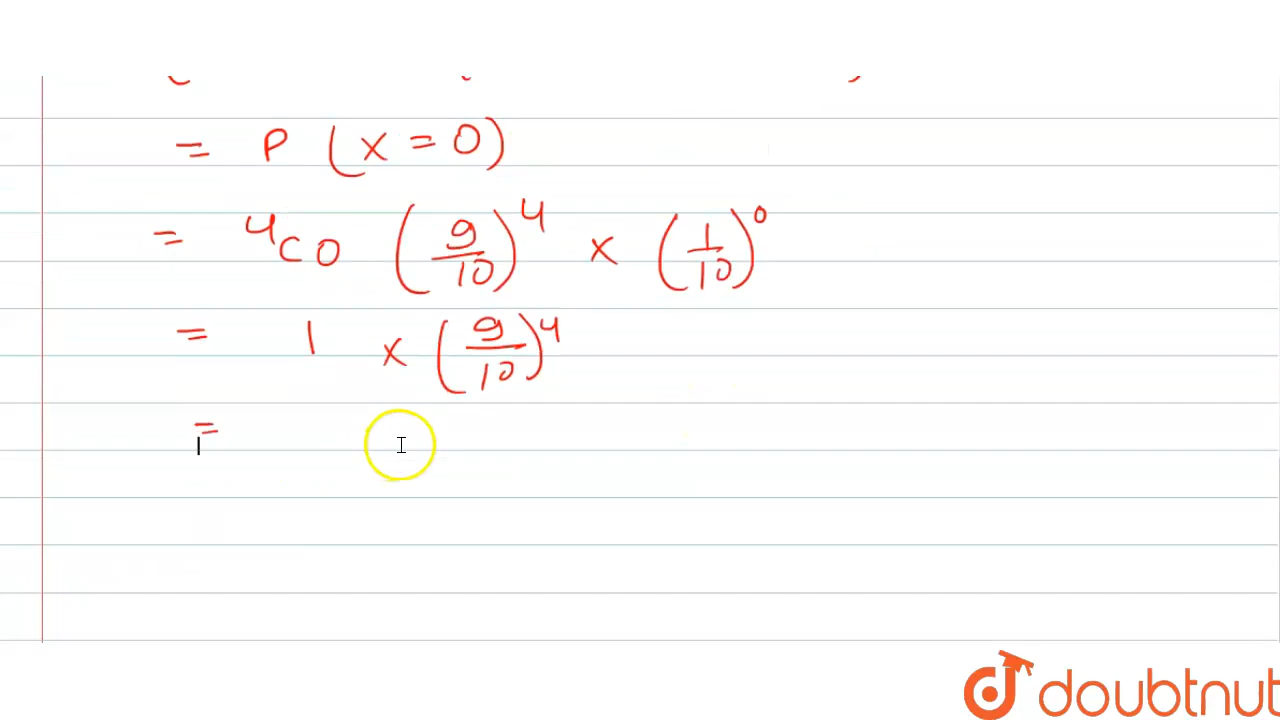 = P (x = 0)
= ⁴C0 (9/10)⁴ x (1/10)⁰
= 1 x (9/10)⁴
=
doubtnut